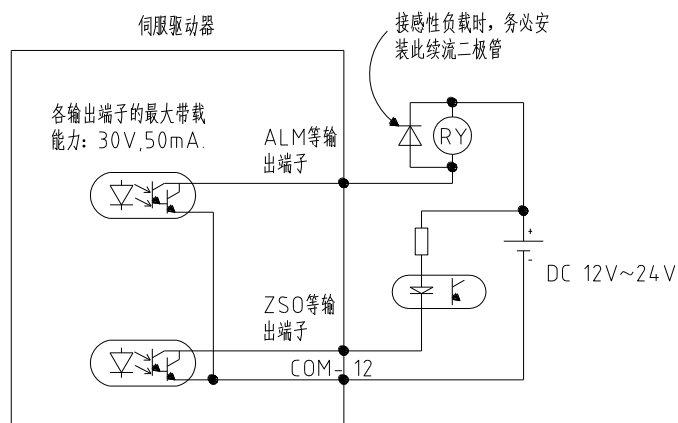 伺服驱动器
接感性负载时，务必安
装此续流二极管
各输出端子的最大带载
能力：30V,50mA.
ALM等输
出端子
RY
+
-
DC 12V~24V
ZSO等输
出端子
COM- 12